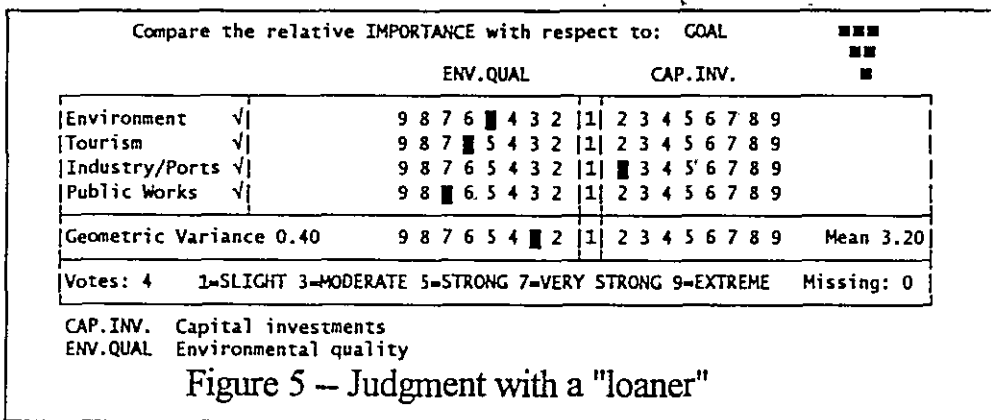 Compare the relative IMPORTANCE with respect to: GOAL
ENV.QUAL CAP.INV.
Environment √ 9 8 7 6 █ 4 3 2 |1| 2 3 4 5 6 7 8 9
Tourism √ 9 8 7 █ 5 4 3 2 |1| 2 3 4 5 6 7 8 9
Industry/Ports √ 9 8 7 6 5 4 3 2 |1| █ 3 4 5 6 7 8 9
Public Works √ 9 8 █ 6 5 4 3 2 |1| 2 3 4 5 6 7 8 9
Geometric Variance 0.40 9 8 7 6 5 4 █ 2 |1| 2 3 4 5 6 7 8 9 Mean 3.20
Votes: 4 1=SLIGHT 3=MODERATE 5=STRONG 7=VERY STRONG 9=EXTREME Missing: 0
CAP.INV. Capital investments
ENV.QUAL Environmental quality
Figure 5 -- Judgment with a "loaner"